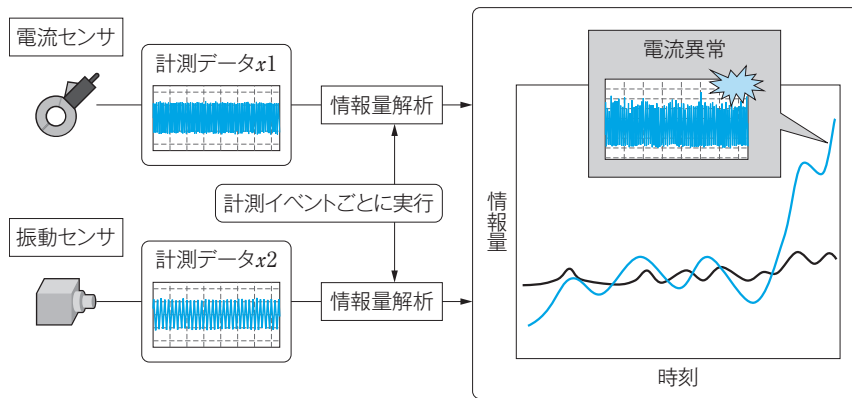 電流センサ
計測データx1
情報量解析
計測イベントごとに実行
振動センサ
計測データx2
情報量解析
電流異常
情報量
時刻